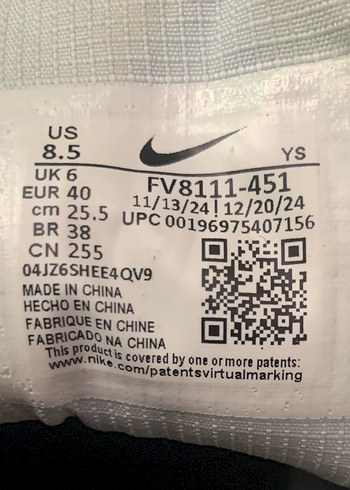 US
8.5
YS
UK 6
EUR 40
cm 25.5
BR 38
CN 255
FV8111-451
11/13/24 | 12/20/24
UPC 00196975407156
04JZ6SHEE4QV9
MADE IN CHINA
HECHO EN CHINA
FABRIQUE EN CHINE
FABRICADO NA CHINA
This product is covered by one or more patents:
www.nike.com/patentsvirtualmarking